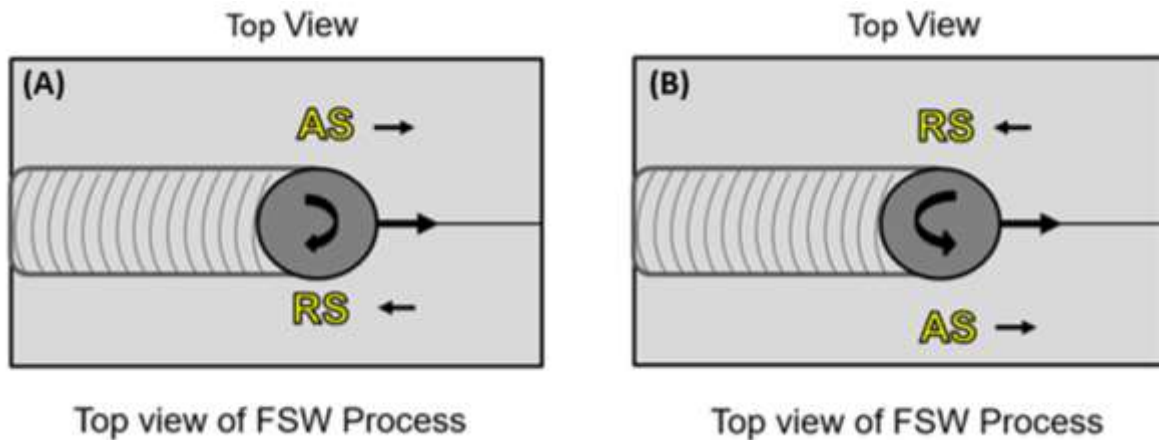 Top View
(A)
AS
RS
Top view of FSW Process
Top View
(B)
RS
AS
Top view of FSW Process